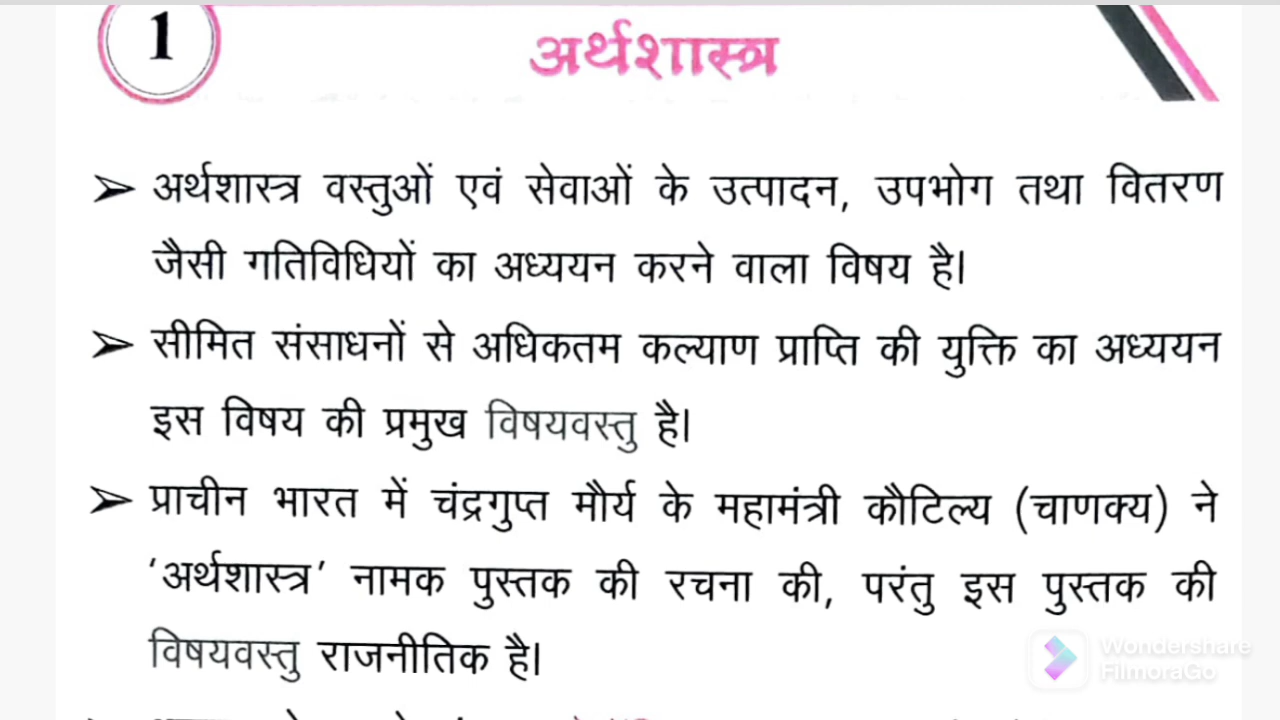 1
अर्थशास्त्र
➢ अर्थशास्त्र वस्तुओं एवं सेवाओं के उत्पादन, उपभोग तथा वितरण
जैसी गतिविधियों का अध्ययन करने वाला विषय है।
➢ सीमित संसाधनों से अधिकतम कल्याण प्राप्ति की युक्ति का अध्ययन
इस विषय की प्रमुख विषयवस्तु है।
➢ प्राचीन भारत में चंद्रगुप्त मौर्य के महामंत्री कौटिल्य (चाणक्य) ने
'अर्थशास्त्र' नामक पुस्तक की रचना की, परंतु इस पुस्तक की
विषयवस्तु राजनीतिक है।
Wondershare
FilmoraGo